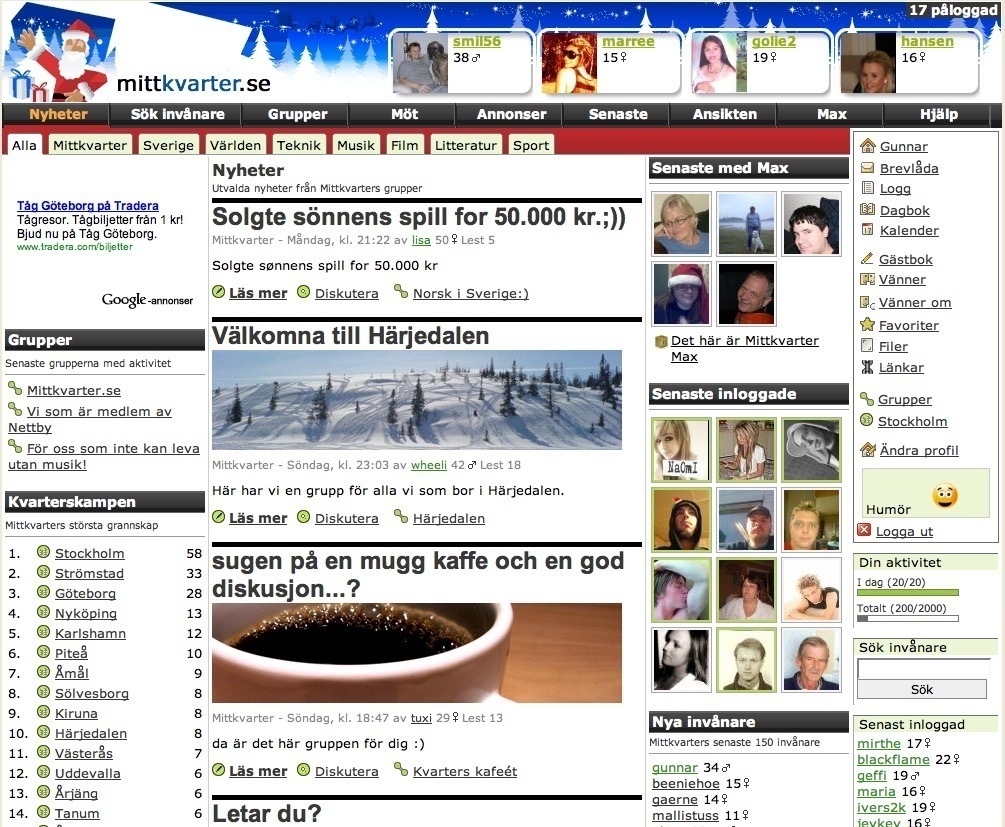 17 påloggad
smil56
38♂
marree
15♀
golie2
19♀
hansen
16♀
mittkvarter.se
Nyheter
Sök invånare
Grupper
Möt
Annonser
Senaste
Ansikten
Max
Hjälp
Alla
Mittkvarter
Sverige
Världen
Teknik
Musik
Film
Litteratur
Sport
Tåg Göteborg på Tradera
Tågresor. Tågbiljetter från 1 kr!
Bjud nu på Tåg Göteborg.
www.tradera.com/biljetter
Google-annonser
Grupper
Senaste grupperna med aktivitet
Mittkvarter.se
Vi som är medlem av
Nettby
För oss som inte kan leva
utan musik!
Kvarterskampen
Mittkvarters största grannskap
1. Stockholm 58
2. Strömstad 33
3. Göteborg 28
4. Nyköping 13
5. Karlshamn 12
6. Piteå 10
7. Åmål 9
8. Sölvesborg 9
9. Kiruna 8
10. Härjedalen 8
11. Västerås 7
12. Uddevalla 6
13. Årjäng 6
14. Tanum 6
Nyheter
Utvalda nyheter från Mittkvarters grupper
Solgte sönnens spill for 50.000 kr.;))
Mittkvarter - Måndag, kl. 21:22 av lisa 50♀ Lest 5
Solgte sønnens spill for 50.000 kr
Läs mer Diskutera Norsk i Sverige:)
Välkomna till Härjedalen
Mittkvarter - Söndag, kl. 23:03 av wheeli 42♂ Lest 18
Här har vi en grupp för alla vi som bor i Härjedalen.
Läs mer Diskutera Härjedalen
sugen på en mugg kaffe och en god
diskusjon...?
Mittkvarter - Söndag, kl. 18:47 av tuxi 29♀ Lest 13
da är det här gruppen för dig :)
Läs mer Diskutera Kvarters kafeét
Letar du?
Senaste med Max
Det här är Mittkvarter
Max
Senaste inloggade
NaOmI
Nya invånare
Mittkvarters senaste 150 invånare
gunnar 34♂
beeniehoe 15♀
gaerne 14♀
mallistuss 11♀
Gunnar
Brevlåda
Logg
Dagbok
Kalender
Gästbok
Vänner
Vänner om
Favoriter
Filer
Länkar
Grupper
Stockholm
Ändra profil
Humör
Logga ut
Din aktivitet
I dag (20/20)
Totalt (200/2000)
Sök invånare
Sök
Senast inloggad
mirthe 17♀
blackflame 22♀
geffi 19♂
maria 16♀
ivers2k 19♀
jeykey 16♀